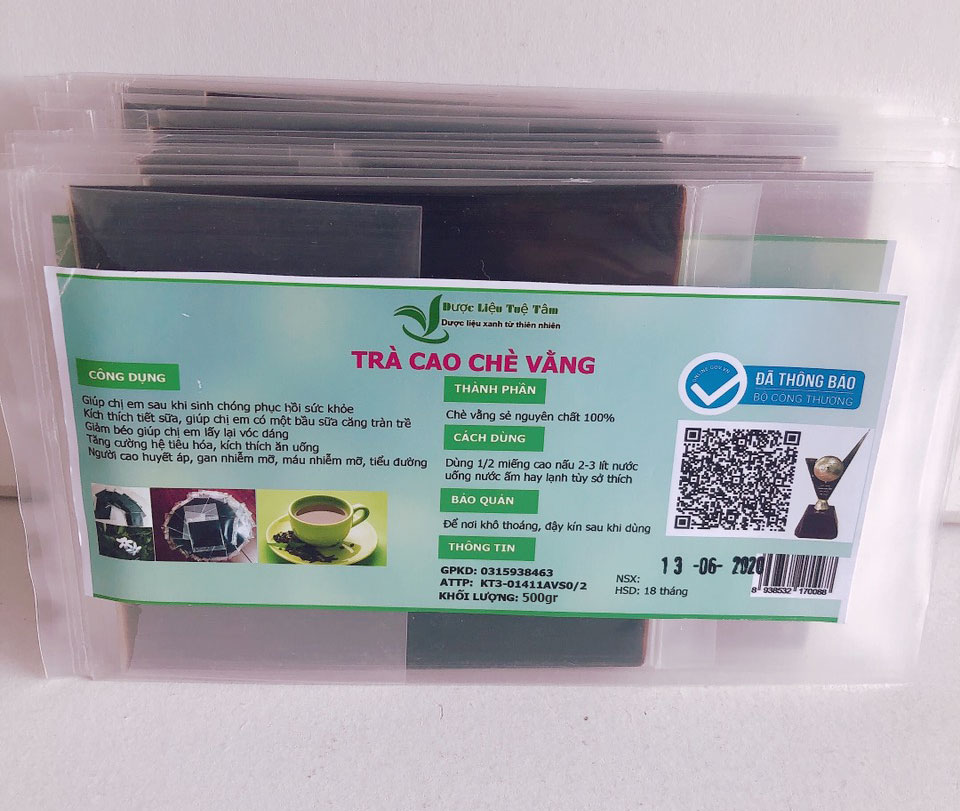 Dược Liệu Tuệ Tâm
Dược liệu xanh từ thiên nhiên
TRÀ CAO CHÈ VẰNG
CÔNG DỤNG
Giúp chị em sau khi sinh chóng phục hồi sức khỏe
Kích thích tiết sữa, giúp chị em có một bầu sữa căng tràn trề
Giảm béo giúp chị em lấy lại vóc dáng
Tăng cường hệ tiêu hóa, kích thích ăn uống
Người cao huyết áp, gan nhiễm mỡ, máu nhiễm mỡ, tiểu đường
THÀNH PHẦN
Chè vằng sẻ nguyên chất 100%
CÁCH DÙNG
Dùng 1/2 miếng cao nấu 2-3 lít nước
uống nước ấm hay lạnh tùy sở thích
BẢO QUẢN
Để nơi khô thoáng, đậy kín sau khi dùng
THÔNG TIN
GPKD: 0315938463
ATTP: KT3-01411AVS0/2
KHỐI LƯỢNG: 500gr
ONLINE.GOV.VN
ĐÃ THÔNG BÁO
BỘ CÔNG THƯƠNG
NSX: 13-06-2020
HSD: 18 tháng
8 938532 170088